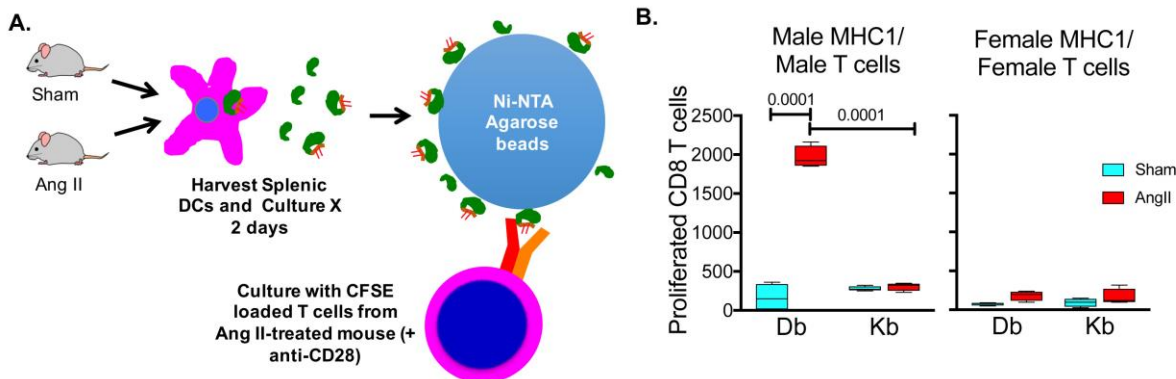 A.
Sham
Ang II
Harvest Splenic
DCs and Culture X
2 days
Ni-NTA
Agarose
beads
Culture with CFSE
loaded T cells from
Ang II-treated mouse (+
anti-CD28)
B.
Male MHC1/
Male T cells
Female MHC1/
Female T cells
Proliferated CD8 T cells
2500
2000
1500
1000
500
0
0.0001
0.0001
Db
Kb
Db
Kb
Sham
AngII